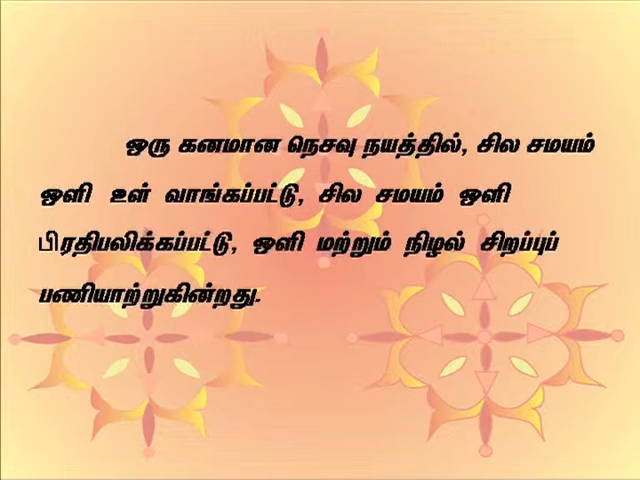 ஒரு கனமான நெசவு நயத்தில், சில சமயம்
ஒளி உள் வாங்கப்பட்டு, சில சமயம் ஒளி
பிரதிபலிக்கப்பட்டு, ஒளி மற்றும் நிழல் சிறப்புப்
பணியாற்றுகின்றது.